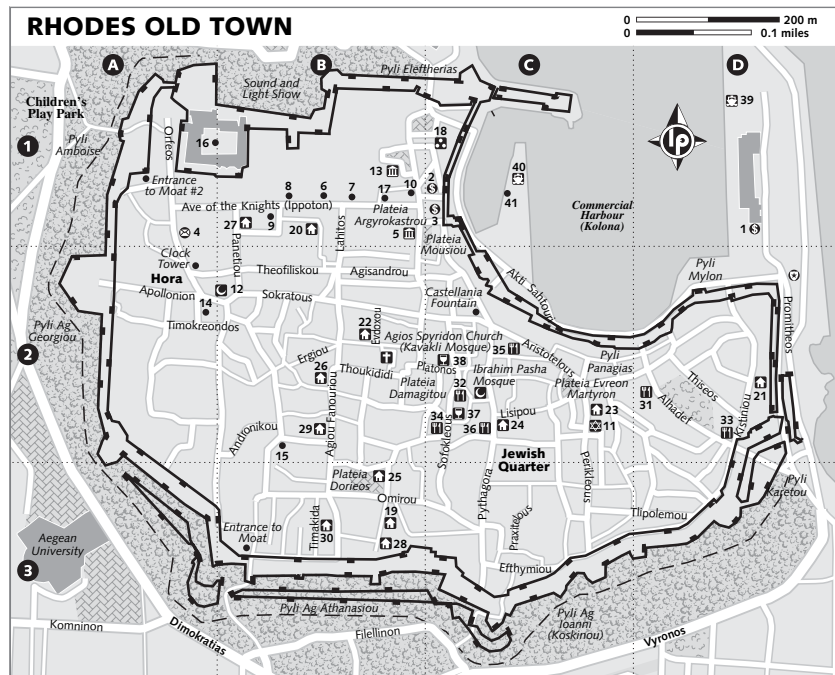 RHODES OLD TOWN
0 200 m
0 0.1 miles
A
B
C
D
Pyli Eleftherias
Sound and
Light Show
39
Children's
Play Park
Pyli
Amboise
Orfeos
1
16
18
lp
13
40
41
Entrance
to Moat #2
8
6
7
17
10
2
Commercial
Harbour
(Kolona)
Ave of the Knights (Ippoton)
Plateia
Argyrokastrou
3
27
9
20
4
5
1
Panetiou
Lahitos
Plateia
Mousiou
Clock
Tower
Hora
Theofiliskou
Agisandrou
Akti Sahtouri
Pyli
Mylon
Apollonion
12
Sokratous
Castellania
Fountain
14
Timokreondos
Promitheos
22
Evdoxou
Pyli Ag
Georgiou
2
Agios Spyridon Church
(Kavakli Mosque)
35
Aristotelous
Ergiou
26
38
Pyli
Panagias
Thoukididi
Platonos
Ibrahim Pasha
Mosque
Plateia
Damagitou
32
Plateia Evreon
Martyron
Thiseos
21
31
Alhadef
Agiou Fanouriou
37
Lisipou
23
Kistiniou
34
36
24
11
33
29
Andronikou
Sofokleous
15
Jewish
Quarter
Plateia
Dorieos
25
Pythagora
Perikleous
Pyli
Karetou
Omirou
19
Praxitelous
Tlipolemou
Aegean
University
Entrance to
Moat
Timakida
30
28
3
Efthymiou
Pyli Ag Athanasiou
Pyli Ag
Ioanni
(Koskinou)
Komninon
Dimokratias
Filellinon
Vyronos